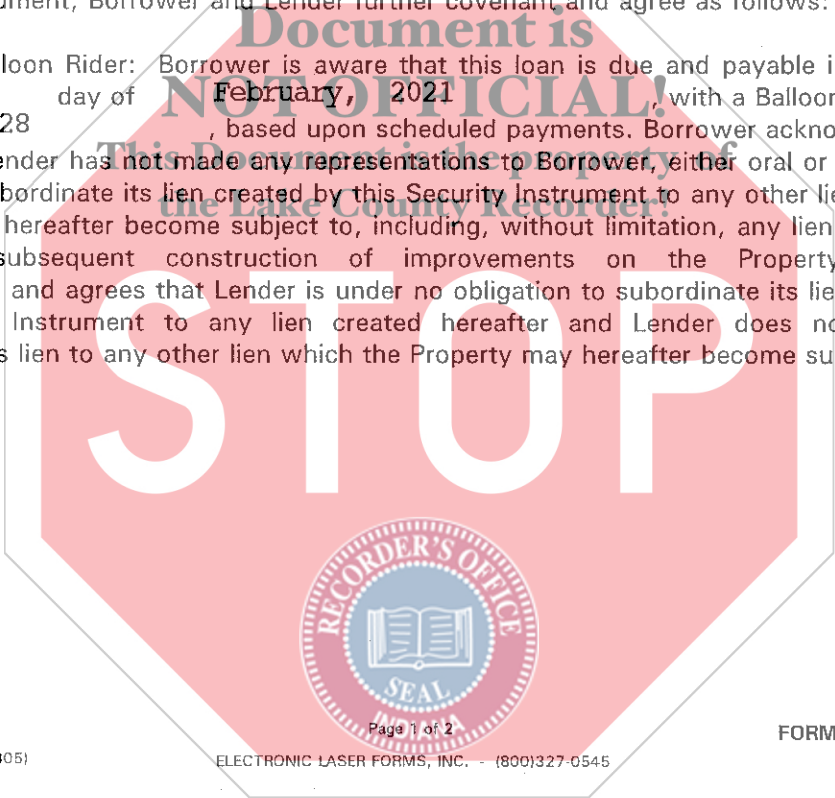 ument, Borrower and Lender further covenant and agree as follows:
Document is
loon Rider: Borrower is aware that this loan is due and payable i
NOT OFFICIAL!
day of February, 2021 , with a Balloon
28 , based upon scheduled payments. Borrower ackno
This Document is the property of
ender has not made any representations to Borrower, either oral or
bordinate its lien created by this Security Instrument to any other lie
the Lake County Recorder!
hereafter become subject to, including, without limitation, any lien
subsequent construction of improvements on the Property
and agrees that Lender is under no obligation to subordinate its lie
Instrument to any lien created hereafter and Lender does no
s lien to any other lien which the Property may hereafter become su
STOP
RECORDER'S OFFICE
SEAL
INDIANA
Page 1 of 2
FORM
05)
ELECTRONIC LASER FORMS, INC. - (800)327-0545